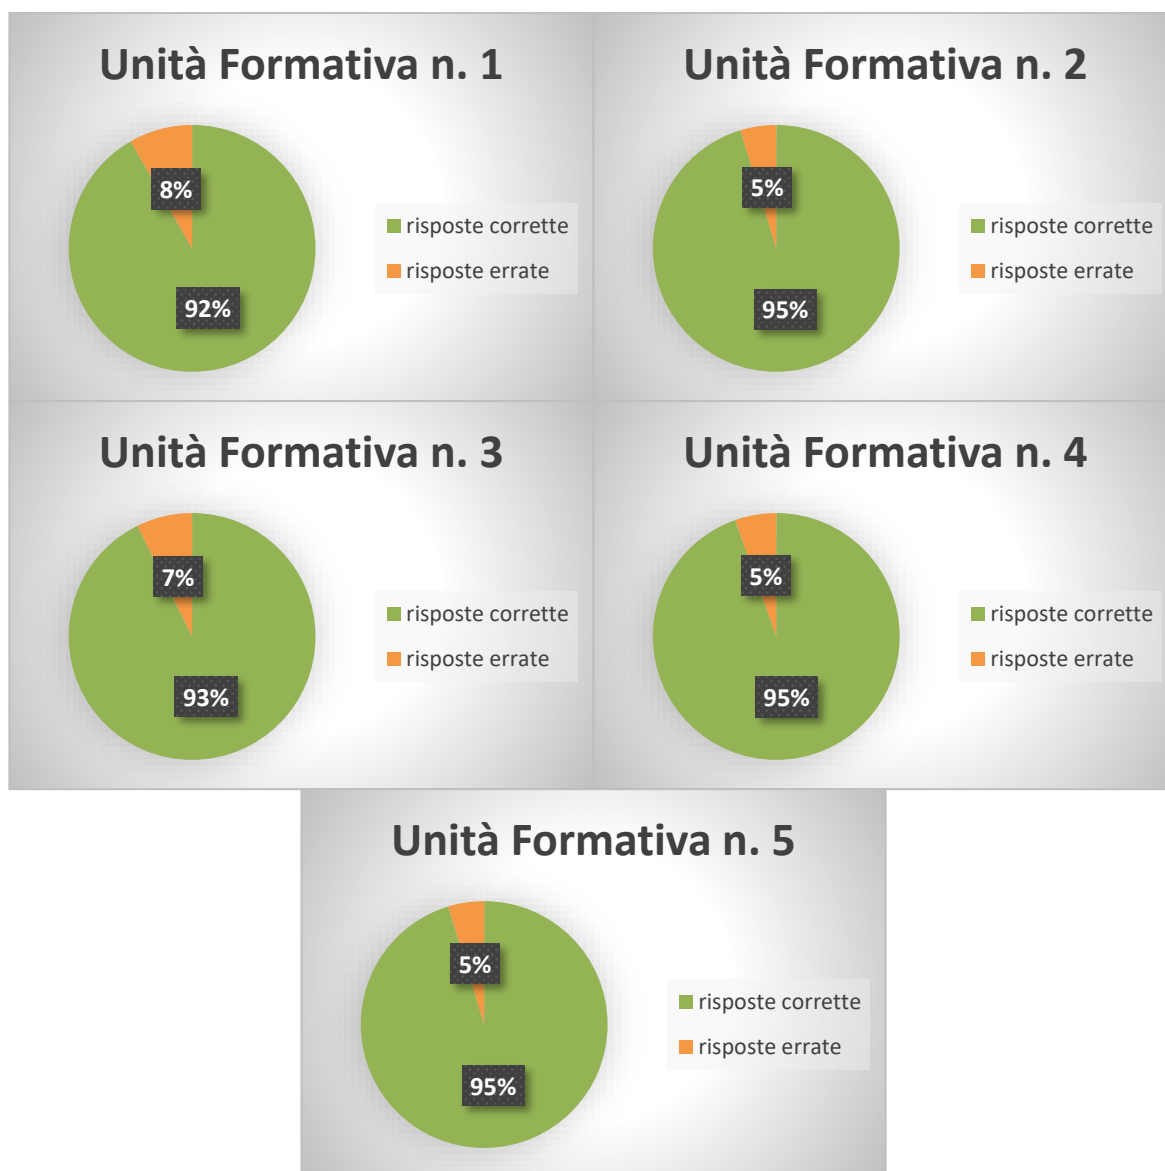 Unità Formativa n. 1
8%
92%
risposte corrette
risposte errate
Unità Formativa n. 2
5%
95%
risposte corrette
risposte errate
Unità Formativa n. 3
7%
93%
risposte corrette
risposte errate
Unità Formativa n. 4
5%
95%
risposte corrette
risposte errate
Unità Formativa n. 5
5%
95%
risposte corrette
risposte errate